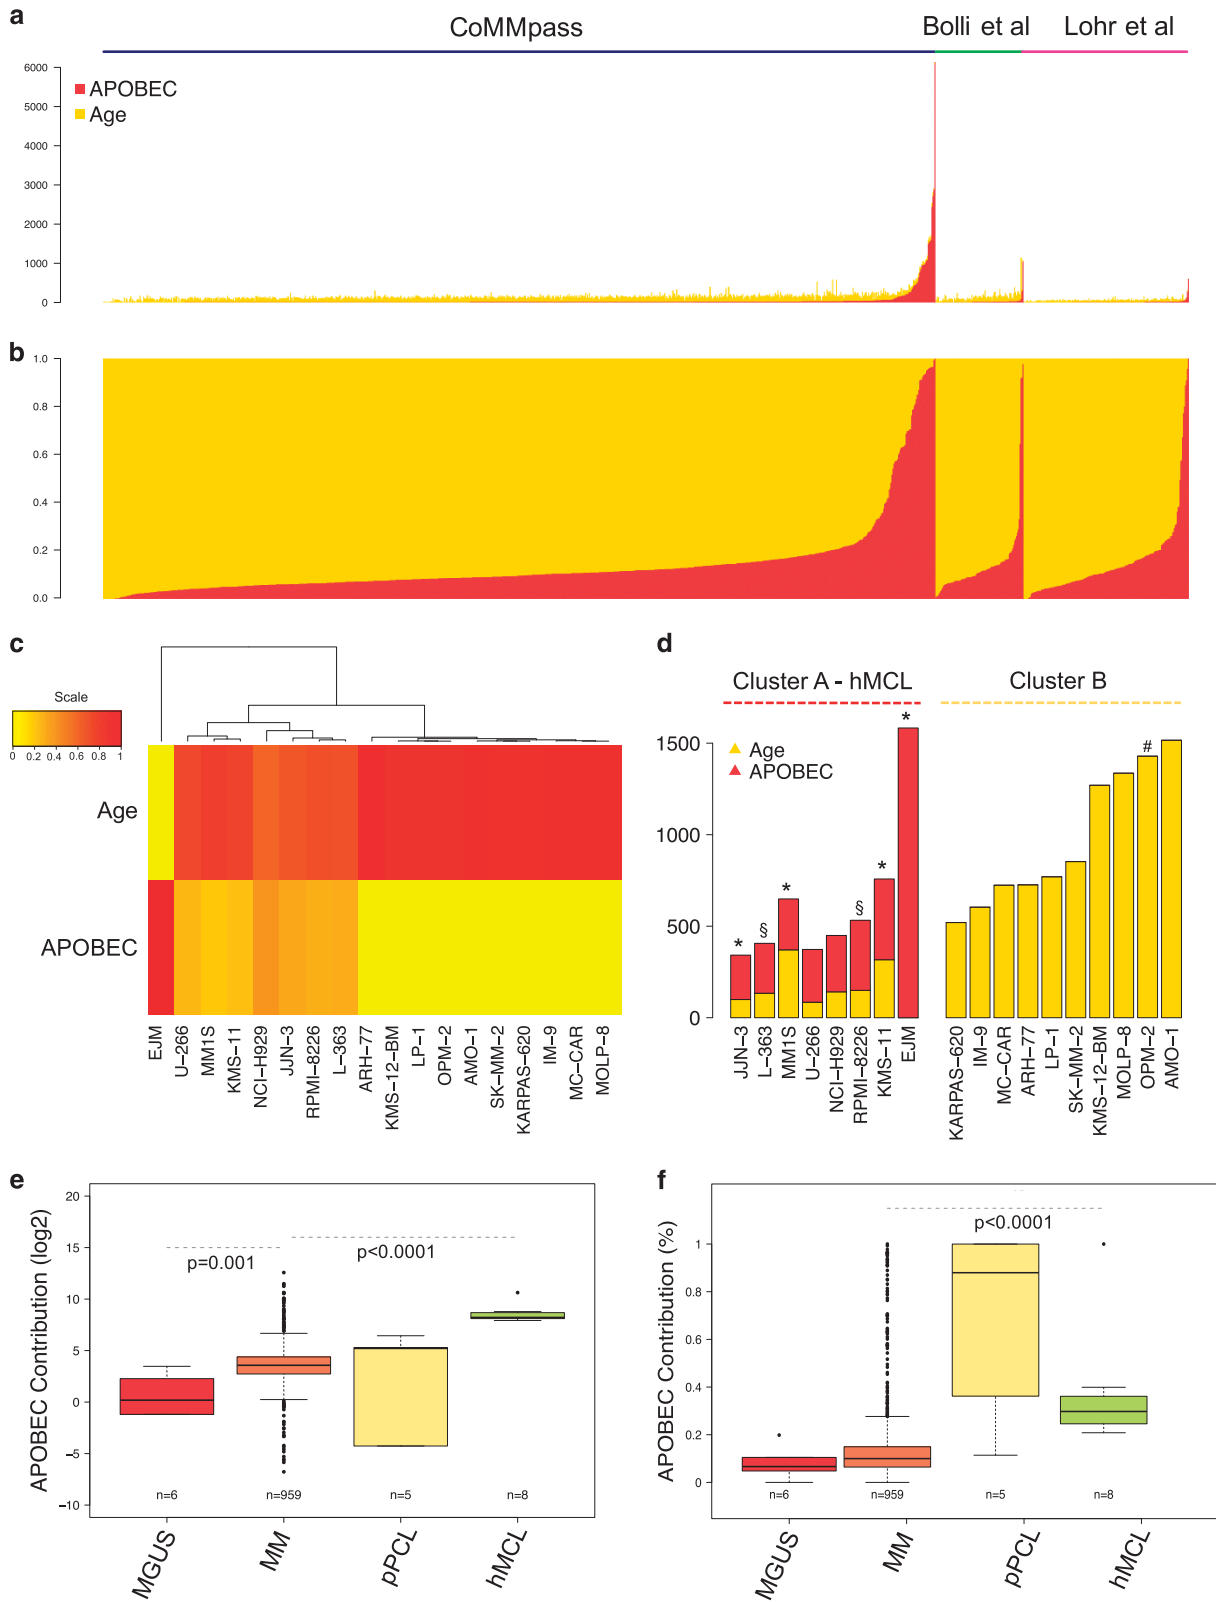 a
CoMMpass
Bolli et al
Lohr et al
6000
5000
4000
3000
2000
1000
0
APOBEC
Age
b
1.0
0.8
0.6
0.4
0.2
0.0
c
Scale
0 0.2 0.4 0.6 0.8 1
Age
APOBEC
EJM
U-266
MM1S
KMS-11
NCI-H929
JJN-3
RPMI-8226
L-363
ARH-77
KMS-12-BM
LP-1
OPM-2
AMO-1
SK-MM-2
KARPAS-620
IM-9
MC-CAR
MOLP-8
d
Cluster A - hMCL
Cluster B
1500
1000
500
0
Age
APOBEC
*
§
*
§
*
*
#
JJN-3
L-363
MM1S
U-266
NCI-H929
RPMI-8226
KMS-11
EJM
KARPAS-620
IM-9
MC-CAR
ARH-77
LP-1
SK-MM-2
KMS-12-BM
MOLP-8
OPM-2
AMO-1
e
APOBEC Contribution (log2)
20
15
10
5
0
-5
-10
p=0.001
p<0.0001
n=6
n=959
n=5
n=8
MGUS
MM
pPCL
hMCL
f
APOBEC Contribution (%)
1
0.8
0.6
0.4
0.2
0
p<0.0001
n=6
n=959
n=5
n=8
MGUS
MM
pPCL
hMCL